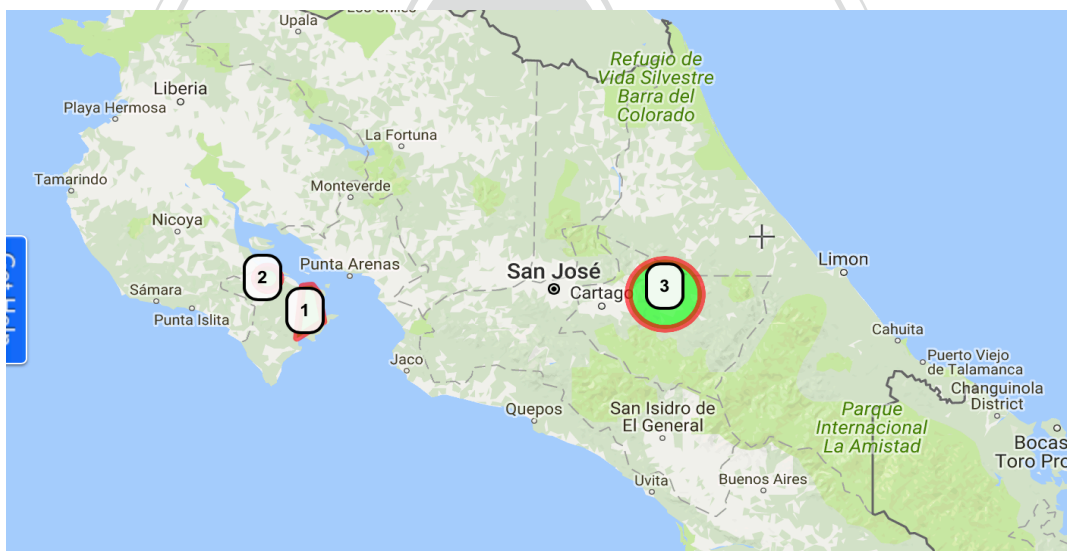 Upala
Refugio de
Vida Silvestre
Barra del
Colorado
Liberia
Playa Hermosa
La Fortuna
Tamarindo
Monteverde
Nicoya
Punta Arenas
Limon
San José
Cartago
2
3
1
Sámara
Punta Islita
Cahuita
Jaco
Puerto Viejo
de Talamanca
Changuinola
District
Quepos
San Isidro de
El General
Parque
Internacional
La Amistad
Bocas
Toro Pro
Uvita
Buenos Aires